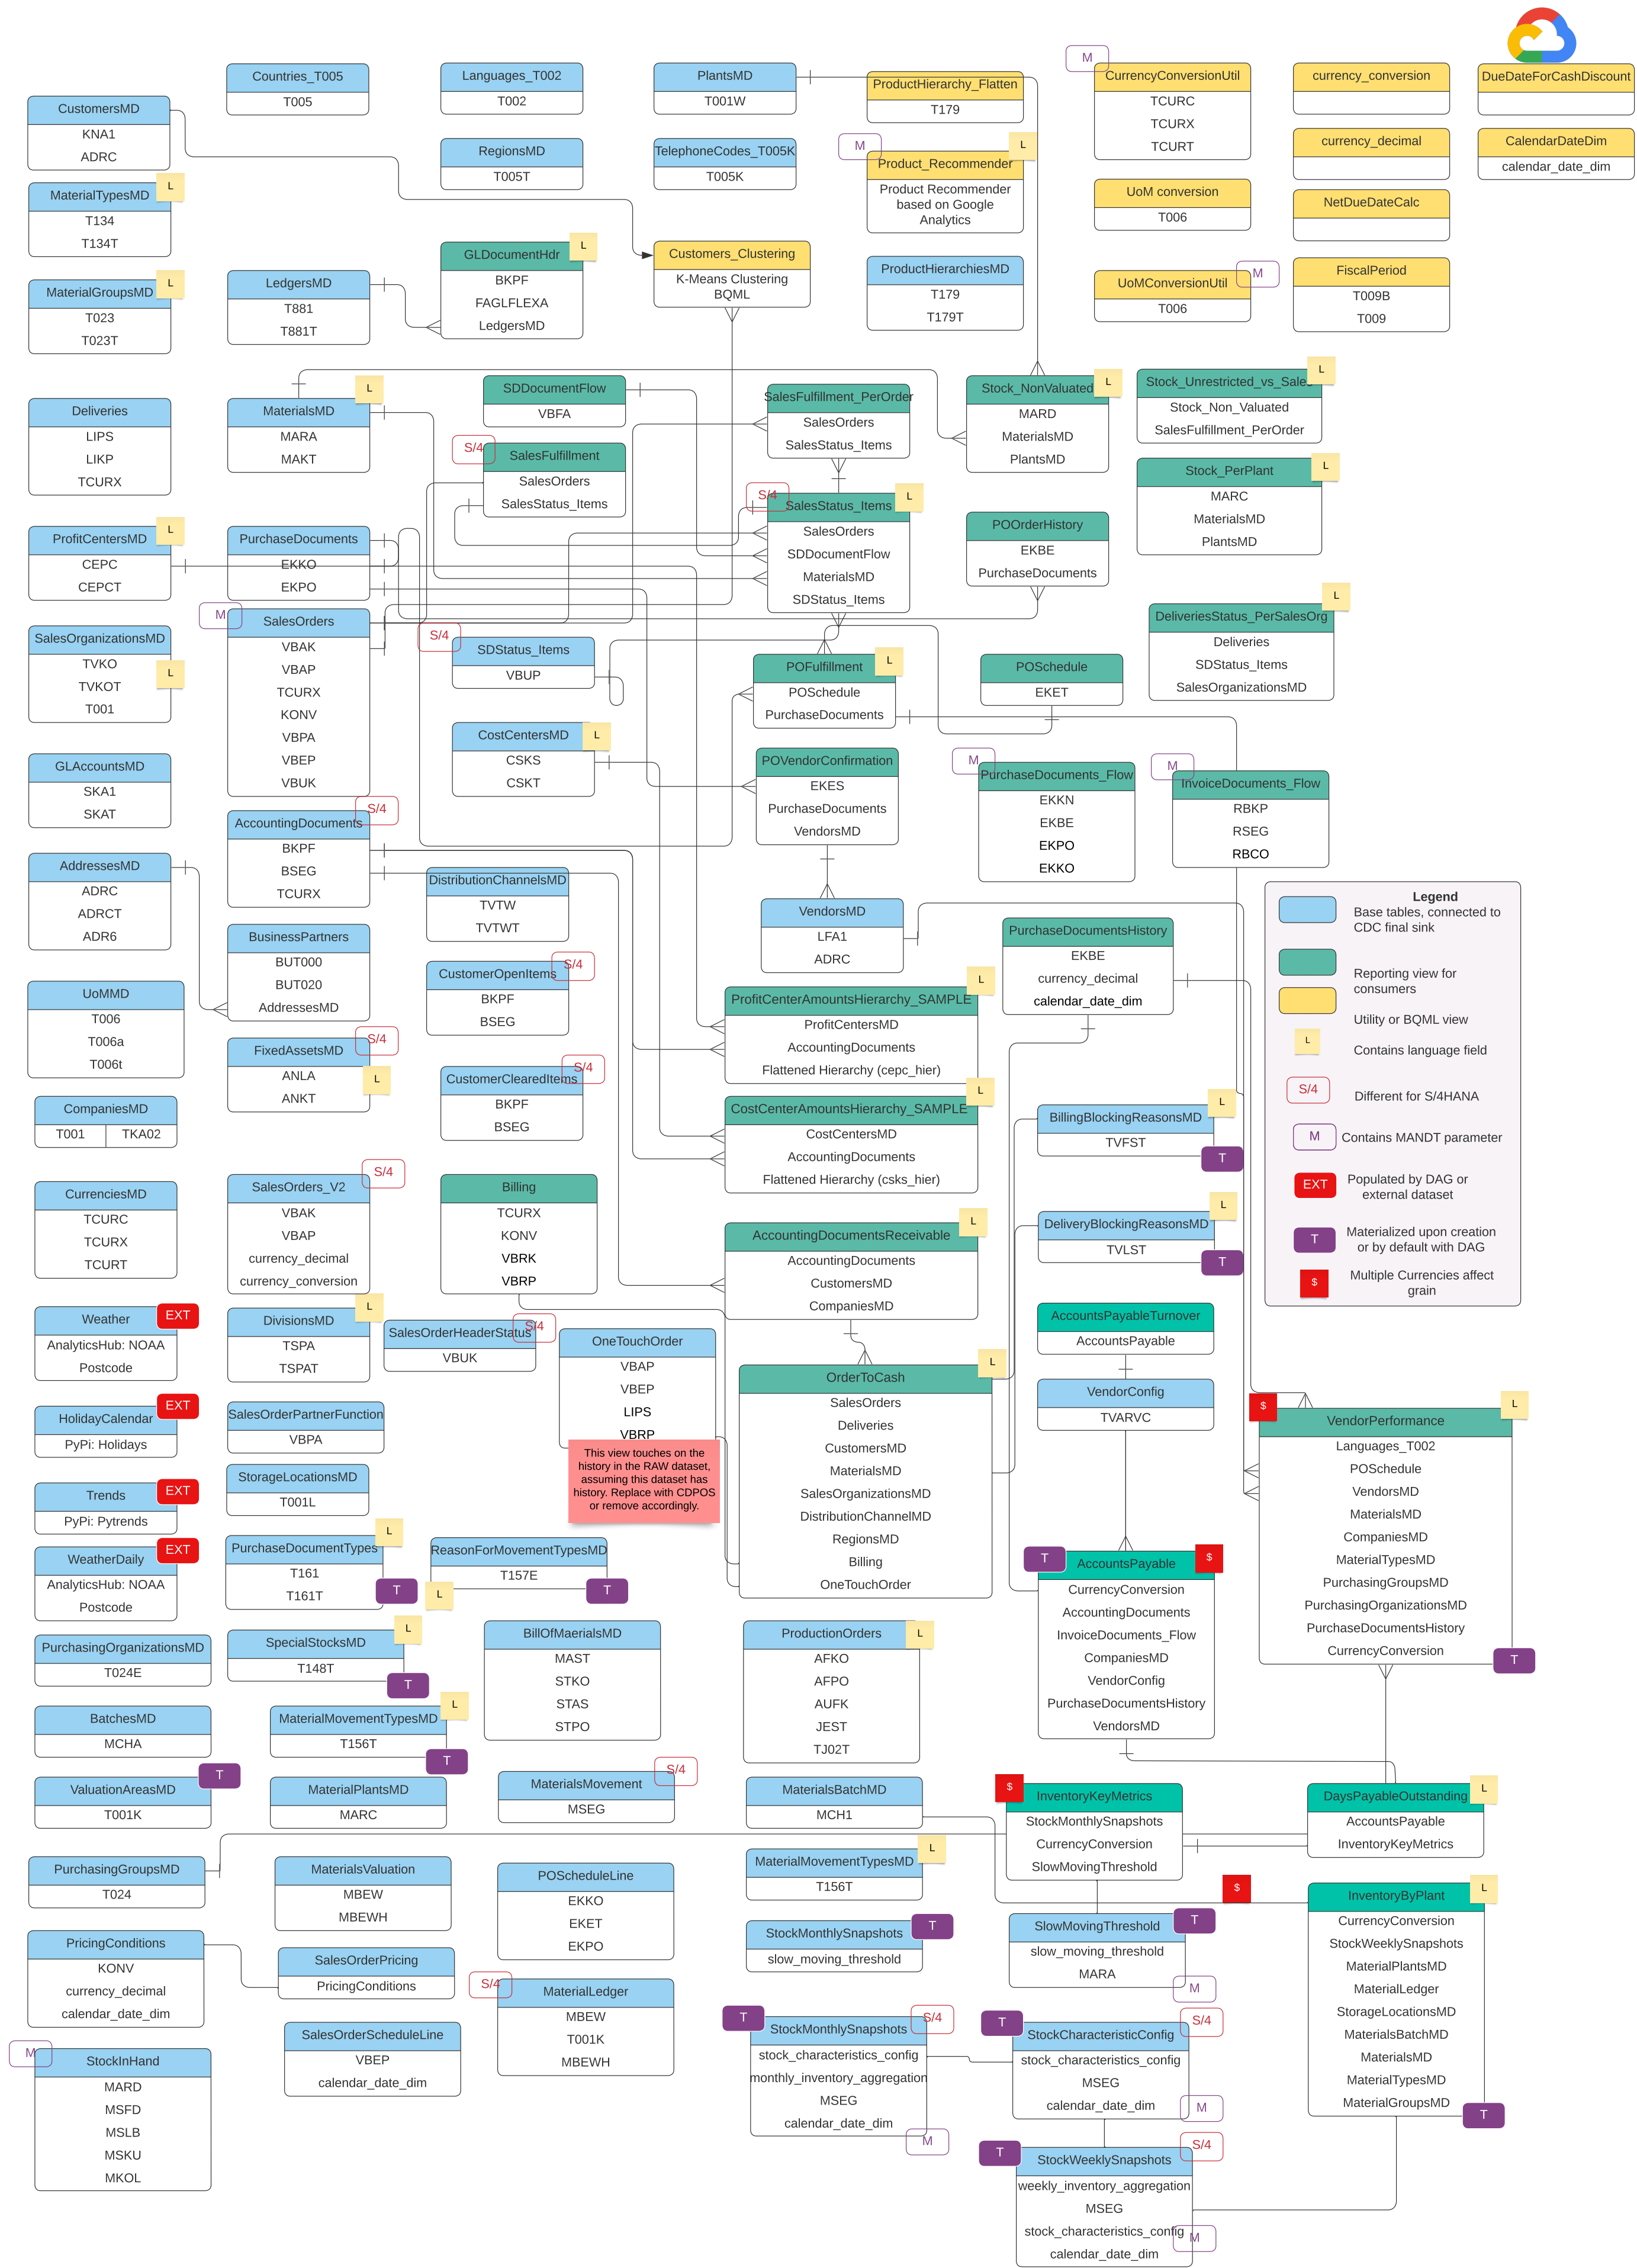 Countries_T005
T005
Languages_T002
T002
PlantsMD
T001W
ProductHierarchy_Flatten
T179
M
CurrencyConversionUtil
TCURC
TCURX
TCURT
currency_conversion
DueDateForCashDiscount
CustomersMD
KNA1
ADRC
RegionsMD
T005T
TelephoneCodes_T005K
T005K
M
L
Product_Recommender
Product Recommender
based on Google
Analytics
currency_decimal
CalendarDateDim
calendar_date_dim
MaterialTypesMD
L
T134
T134T
UoM conversion
T006
NetDueDateCalc
GLDocumentHdr
L
BKPF
FAGLFLEXA
LedgersMD
Customers_Clustering
K-Means Clustering
BQML
ProductHierarchiesMD
T179
T179T
UoMConversionUtil
M
T006
FiscalPeriod
T009B
T009
MaterialGroupsMD
L
T023
T023T
LedgersMD
T881
T881T
Deliveries
LIPS
LIKP
TCURX
MaterialsMD
L
MARA
MAKT
SDDocumentFlow
VBFA
SalesFulfillment_PerOrder
SalesOrders
SalesStatus_Items
Stock_NonValuated
L
MARD
MaterialsMD
PlantsMD
Stock_Unrestricted_vs_Sales
L
Stock_Non_Valuated
SalesFulfillment_PerOrder
S/4
SalesFulfillment
SalesOrders
SalesStatus_Items
S/4
SalesStatus_Items
L
SalesOrders
SDDocumentFlow
MaterialsMD
SDStatus_Items
Stock_PerPlant
L
MARC
MaterialsMD
PlantsMD
ProfitCentersMD
L
CEPC
CEPCT
PurchaseDocuments
EKKO
EKPO
POOrderHistory
EKBE
PurchaseDocuments
DeliveriesStatus_PerSalesOrg
L
Deliveries
SDStatus_Items
SalesOrganizationsMD
SalesOrganizationsMD
TVKO
TVKOT
L
T001
M
SalesOrders
VBAK
VBAP
TCURX
KONV
VBPA
VBEP
VBUK
S/4
SDStatus_Items
VBUP
POFulfillment
L
POSchedule
PurchaseDocuments
POSchedule
EKET
GLAccountsMD
SKA1
SKAT
CostCentersMD
L
CSKS
CSKT
POVendorConfirmation
EKES
PurchaseDocuments
VendorsMD
M
PurchaseDocuments_Flow
EKKN
EKBE
EKPO
EKKO
M
InvoiceDocuments_Flow
RBKP
RSEG
RBCO
S/4
AccountingDocuments
BKPF
BSEG
TCURX
AddressesMD
ADRC
ADRCT
ADR6
DistributionChannelsMD
TVTW
TVTWT
VendorsMD
LFA1
ADRC
Legend
Base tables, connected to
CDC final sink
Reporting view for
consumers
Utility or BQML view
L
Contains language field
S/4
Different for S/4HANA
M
Contains MANDT parameter
EXT
Populated by DAG or
external dataset
T
Materialized upon creation
or by default with DAG
$
Multiple Currencies affect
grain
BusinessPartners
BUT000
BUT020
AddressesMD
PurchaseDocumentsHistory
EKBE
currency_decimal
calendar_date_dim
S/4
CustomerOpenItems
BKPF
BSEG
UoMMD
T006
T006a
T006t
ProfitCenterAmountsHierarchy_SAMPLE
L
ProfitCentersMD
AccountingDocuments
Flattened Hierarchy (cepc_hier)
S/4
FixedAssetsMD
ANLA
L
ANKT
S/4
CustomerClearedItems
BKPF
BSEG
CompaniesMD
T001
TKA02
CostCenterAmountsHierarchy_SAMPLE
L
CostCentersMD
AccountingDocuments
Flattened Hierarchy (csks_hier)
BillingBlockingReasonsMD
L
TVFST
T
CurrenciesMD
TCURC
TCURX
TCURT
S/4
SalesOrders_V2
VBAK
VBAP
currency_decimal
currency_conversion
Billing
TCURX
KONV
VBRK
VBRP
AccountingDocumentsReceivable
L
AccountingDocuments
CustomersMD
CompaniesMD
DeliveryBlockingReasonsMD
L
TVLST
T
Weather
EXT
AnalyticsHub: NOAA
Postcode
DivisionsMD
L
TSPA
TSPAT
S/4
SalesOrderHeaderStatus
VBUK
OneTouchOrder
VBAP
VBEP
LIPS
VBRP
This view touches on the
history in the RAW dataset,
assuming this dataset has
history. Replace with CDPOS
or remove accordingly.
AccountsPayableTurnover
AccountsPayable
VendorConfig
TVARVC
OrderToCash
L
SalesOrders
Deliveries
CustomersMD
MaterialsMD
SalesOrganizationsMD
DistributionChannelMD
RegionsMD
Billing
OneTouchOrder
$
VendorPerformance
L
Languages_T002
POSchedule
VendorsMD
MaterialsMD
CompaniesMD
MaterialTypesMD
PurchasingGroupsMD
PurchasingOrganizationsMD
PurchaseDocumentsHistory
CurrencyConversion
T
HolidayCalendar
EXT
PyPi: Holidays
SalesOrderPartnerFunction
VBPA
StorageLocationsMD
T001L
Trends
EXT
PyPi: Pytrends
WeatherDaily
EXT
AnalyticsHub: NOAA
Postcode
PurchaseDocumentTypes
L
T161
T161T
T
ReasonForMovementTypesMD
T157E
L
T
T
AccountsPayable
$
CurrencyConversion
AccountingDocuments
InvoiceDocuments_Flow
CompaniesMD
VendorConfig
PurchaseDocumentsHistory
VendorsMD
PurchasingOrganizationsMD
T024E
SpecialStocksMD
L
T148T
T
BillOfMaerialsMD
MAST
STKO
STAS
STPO
ProductionOrders
L
AFKO
AFPO
AUFK
JEST
TJ02T
BatchesMD
MCHA
MaterialMovementTypesMD
L
T156T
T
ValuationAreasMD
T
T001K
MaterialPlantsMD
MARC
S/4
MaterialsMovement
MSEG
MaterialsBatchMD
MCH1
$
InventoryKeyMetrics
StockMonthlySnapshots
CurrencyConversion
SlowMovingThreshold
DaysPayableOutstanding
L
AccountsPayable
InventoryKeyMetrics
PurchasingGroupsMD
T024
MaterialsValuation
MBEW
MBEWH
POScheduleLine
EKKO
EKET
EKPO
MaterialMovementTypesMD
L
T156T
StockMonthlySnapshots
T
slow_moving_threshold
SlowMovingThreshold
T
slow_moving_threshold
MARA
M
$
InventoryByPlant
L
CurrencyConversion
StockWeeklySnapshots
MaterialPlantsMD
MaterialLedger
StorageLocationsMD
MaterialsBatchMD
MaterialsMD
MaterialTypesMD
MaterialGroupsMD
T
PricingConditions
KONV
currency_decimal
calendar_date_dim
SalesOrderPricing
PricingConditions
S/4
MaterialLedger
MBEW
T001K
MBEWH
SalesOrderScheduleLine
VBEP
calendar_date_dim
M
StockInHand
MARD
MSFD
MSLB
MSKU
MKOL
T
S/4
StockMonthlySnapshots
stock_characteristics_config
monthly_inventory_aggregation
MSEG
calendar_date_dim
M
T
S/4
StockCharacteristicConfig
stock_characteristics_config
MSEG
calendar_date_dim
M
T
S/4
StockWeeklySnapshots
weekly_inventory_aggregation
MSEG
stock_characteristics_config
M
calendar_date_dim